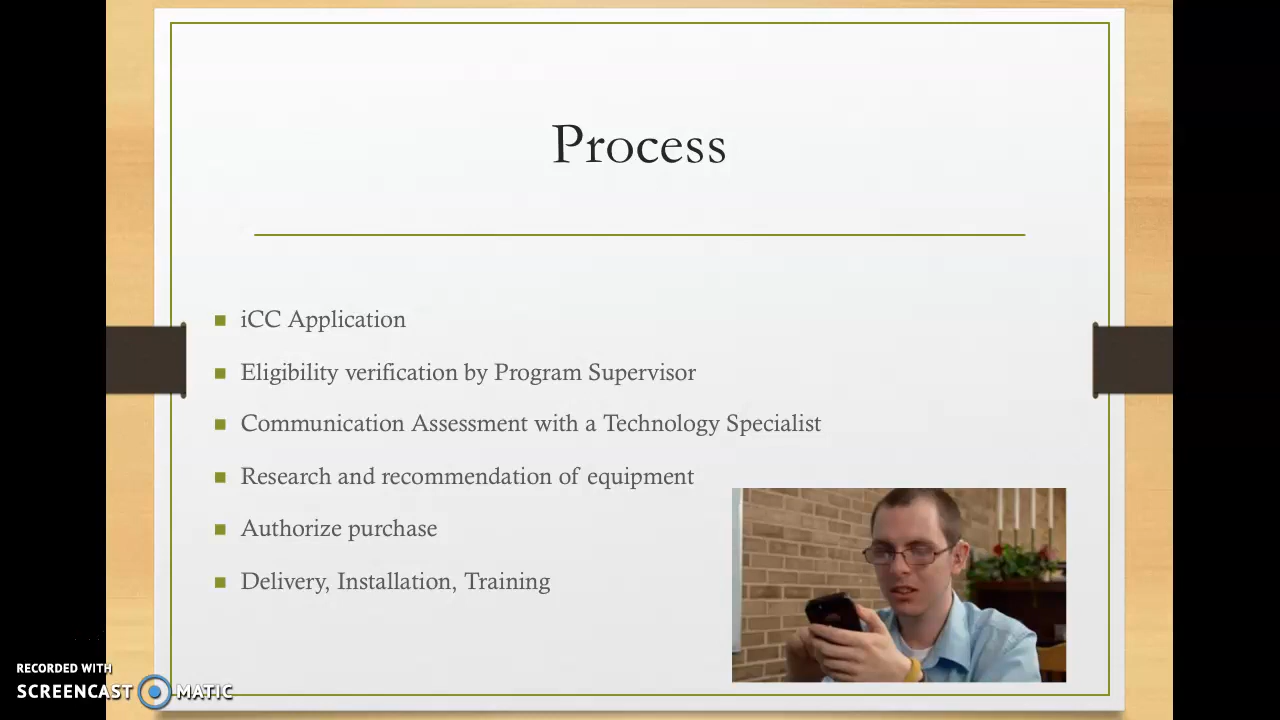 Process
iCC Application
Eligibility verification by Program Supervisor
Communication Assessment with a Technology Specialist
Research and recommendation of equipment
Authorize purchase
Delivery, Installation, Training
RECORDED WITH
SCREENCAST MATIC